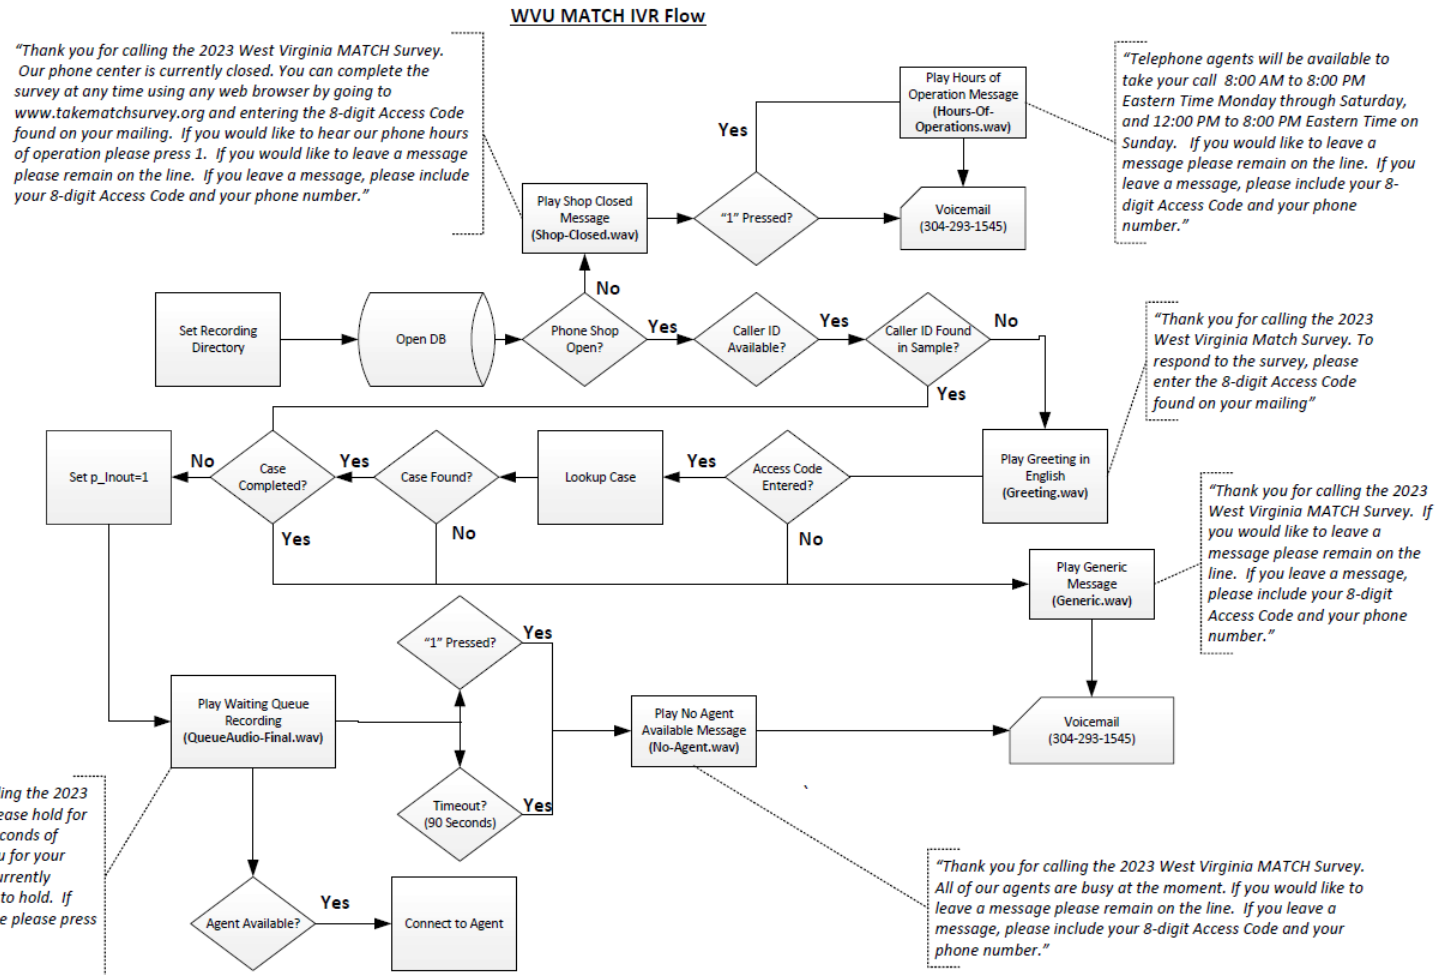 WVU MATCH IVR Flow
“Thank you for calling the 2023 West Virginia MATCH Survey.
Our phone center is currently closed. You can complete the
survey at any time using any web browser by going to
www.takematchsurvey.org and entering the 8-digit Access Code
found on your mailing. If you would like to hear our phone hours
of operation please press 1. If you would like to leave a message
please remain on the line. If you leave a message, please include
your 8-digit Access Code and your phone number.”
Play Shop Closed
Message
(Shop-Closed.wav)
“1” Pressed?
Yes
Play Hours of
Operation Message
(Hours-Of-
Operations.wav)
Voicemail
(304-293-1545)
“Telephone agents will be available to
take your call 8:00 AM to 8:00 PM
Eastern Time Monday through Saturday,
and 12:00 PM to 8:00 PM Eastern Time on
Sunday. If you would like to leave a
message please remain on the line. If you
leave a message, please include your 8-
digit Access Code and your phone
number.”
Set Recording
Directory
Open DB
Phone Shop
Open?
No
Yes
Caller ID
Available?
Yes
Caller ID Found
in Sample?
No
Yes
“Thank you for calling the 2023
West Virginia Match Survey. To
respond to the survey, please
enter the 8-digit Access Code
found on your mailing”
Set p_Inout=1
No
Case
Completed?
Yes
Yes
Case Found?
No
Lookup Case
Yes
Access Code
Entered?
No
Play Greeting in
English
(Greeting.wav)
“Thank you for calling the 2023
West Virginia MATCH Survey. If
you would like to leave a
message please remain on the
line. If you leave a message,
please include your 8-digit
Access Code and your phone
number.”
Play Generic
Message
(Generic.wav)
“1” Pressed?
Yes
Play Waiting Queue
Recording
(QueueAudio-Final.wav)
Timeout?
(90 Seconds)
Yes
Play No Agent
Available Message
(No-Agent.wav)
Voicemail
(304-293-1545)
ing the 2023
ease hold for
conds of
u for your
urrently
to hold. If
e please press
Agent Available?
Yes
Connect to Agent
“Thank you for calling the 2023 West Virginia MATCH Survey.
All of our agents are busy at the moment. If you would like to
leave a message please remain on the line. If you leave a
message, please include your 8-digit Access Code and your
phone number.”